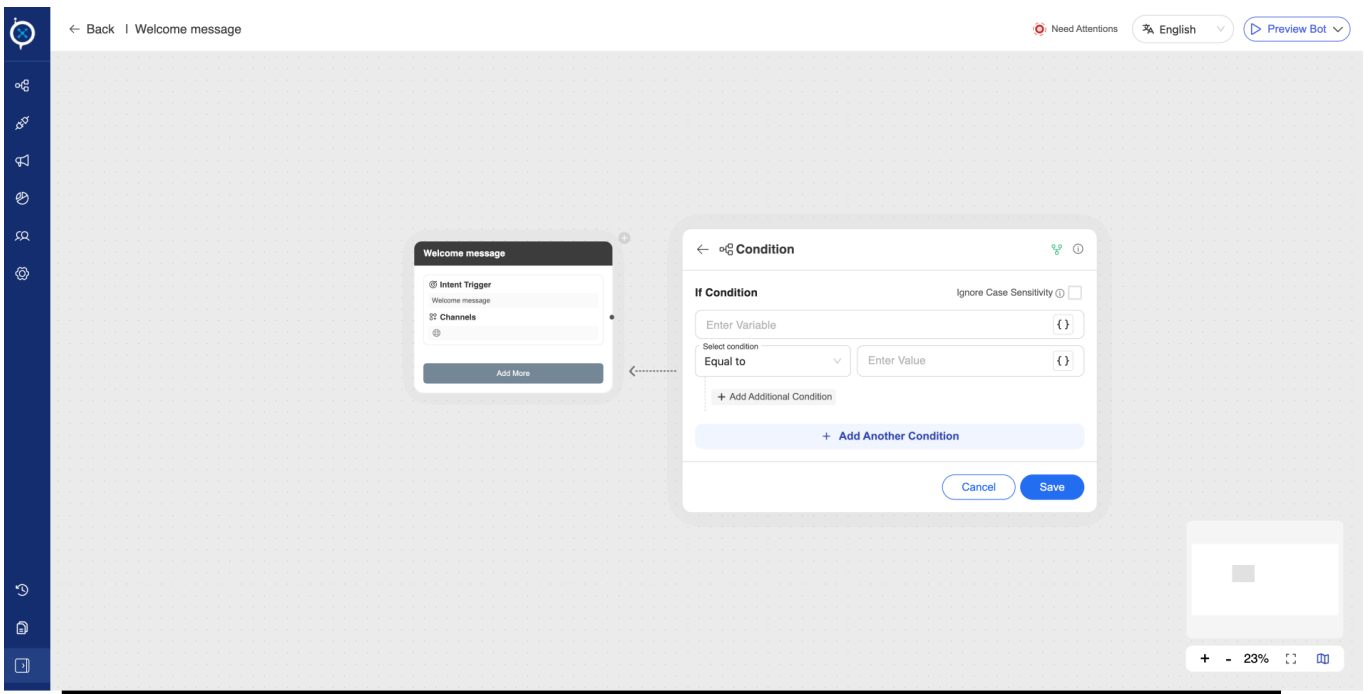 ← Back | Welcome message
Need Attentions
English
Preview Bot
Welcome message
Intent Trigger
Welcome message
Channels
Add More
Condition
If Condition
Ignore Case Sensitivity
Enter Variable
{}
Select condition
Equal to
Enter Value
{}
+ Add Additional Condition
+ Add Another Condition
Cancel
Save
+ - 23%